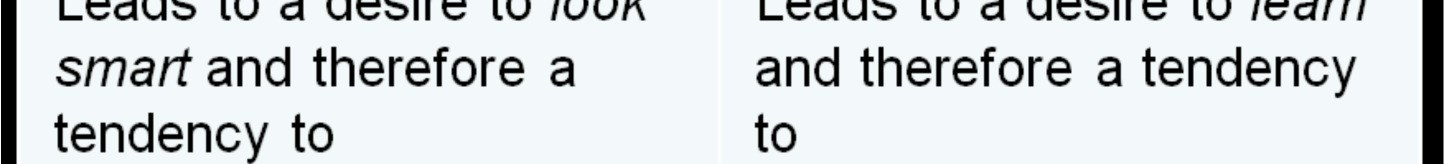 Leads to a desire to look
smart and therefore a
tendency to
Leads to a desire to learn
and therefore a tendency
to